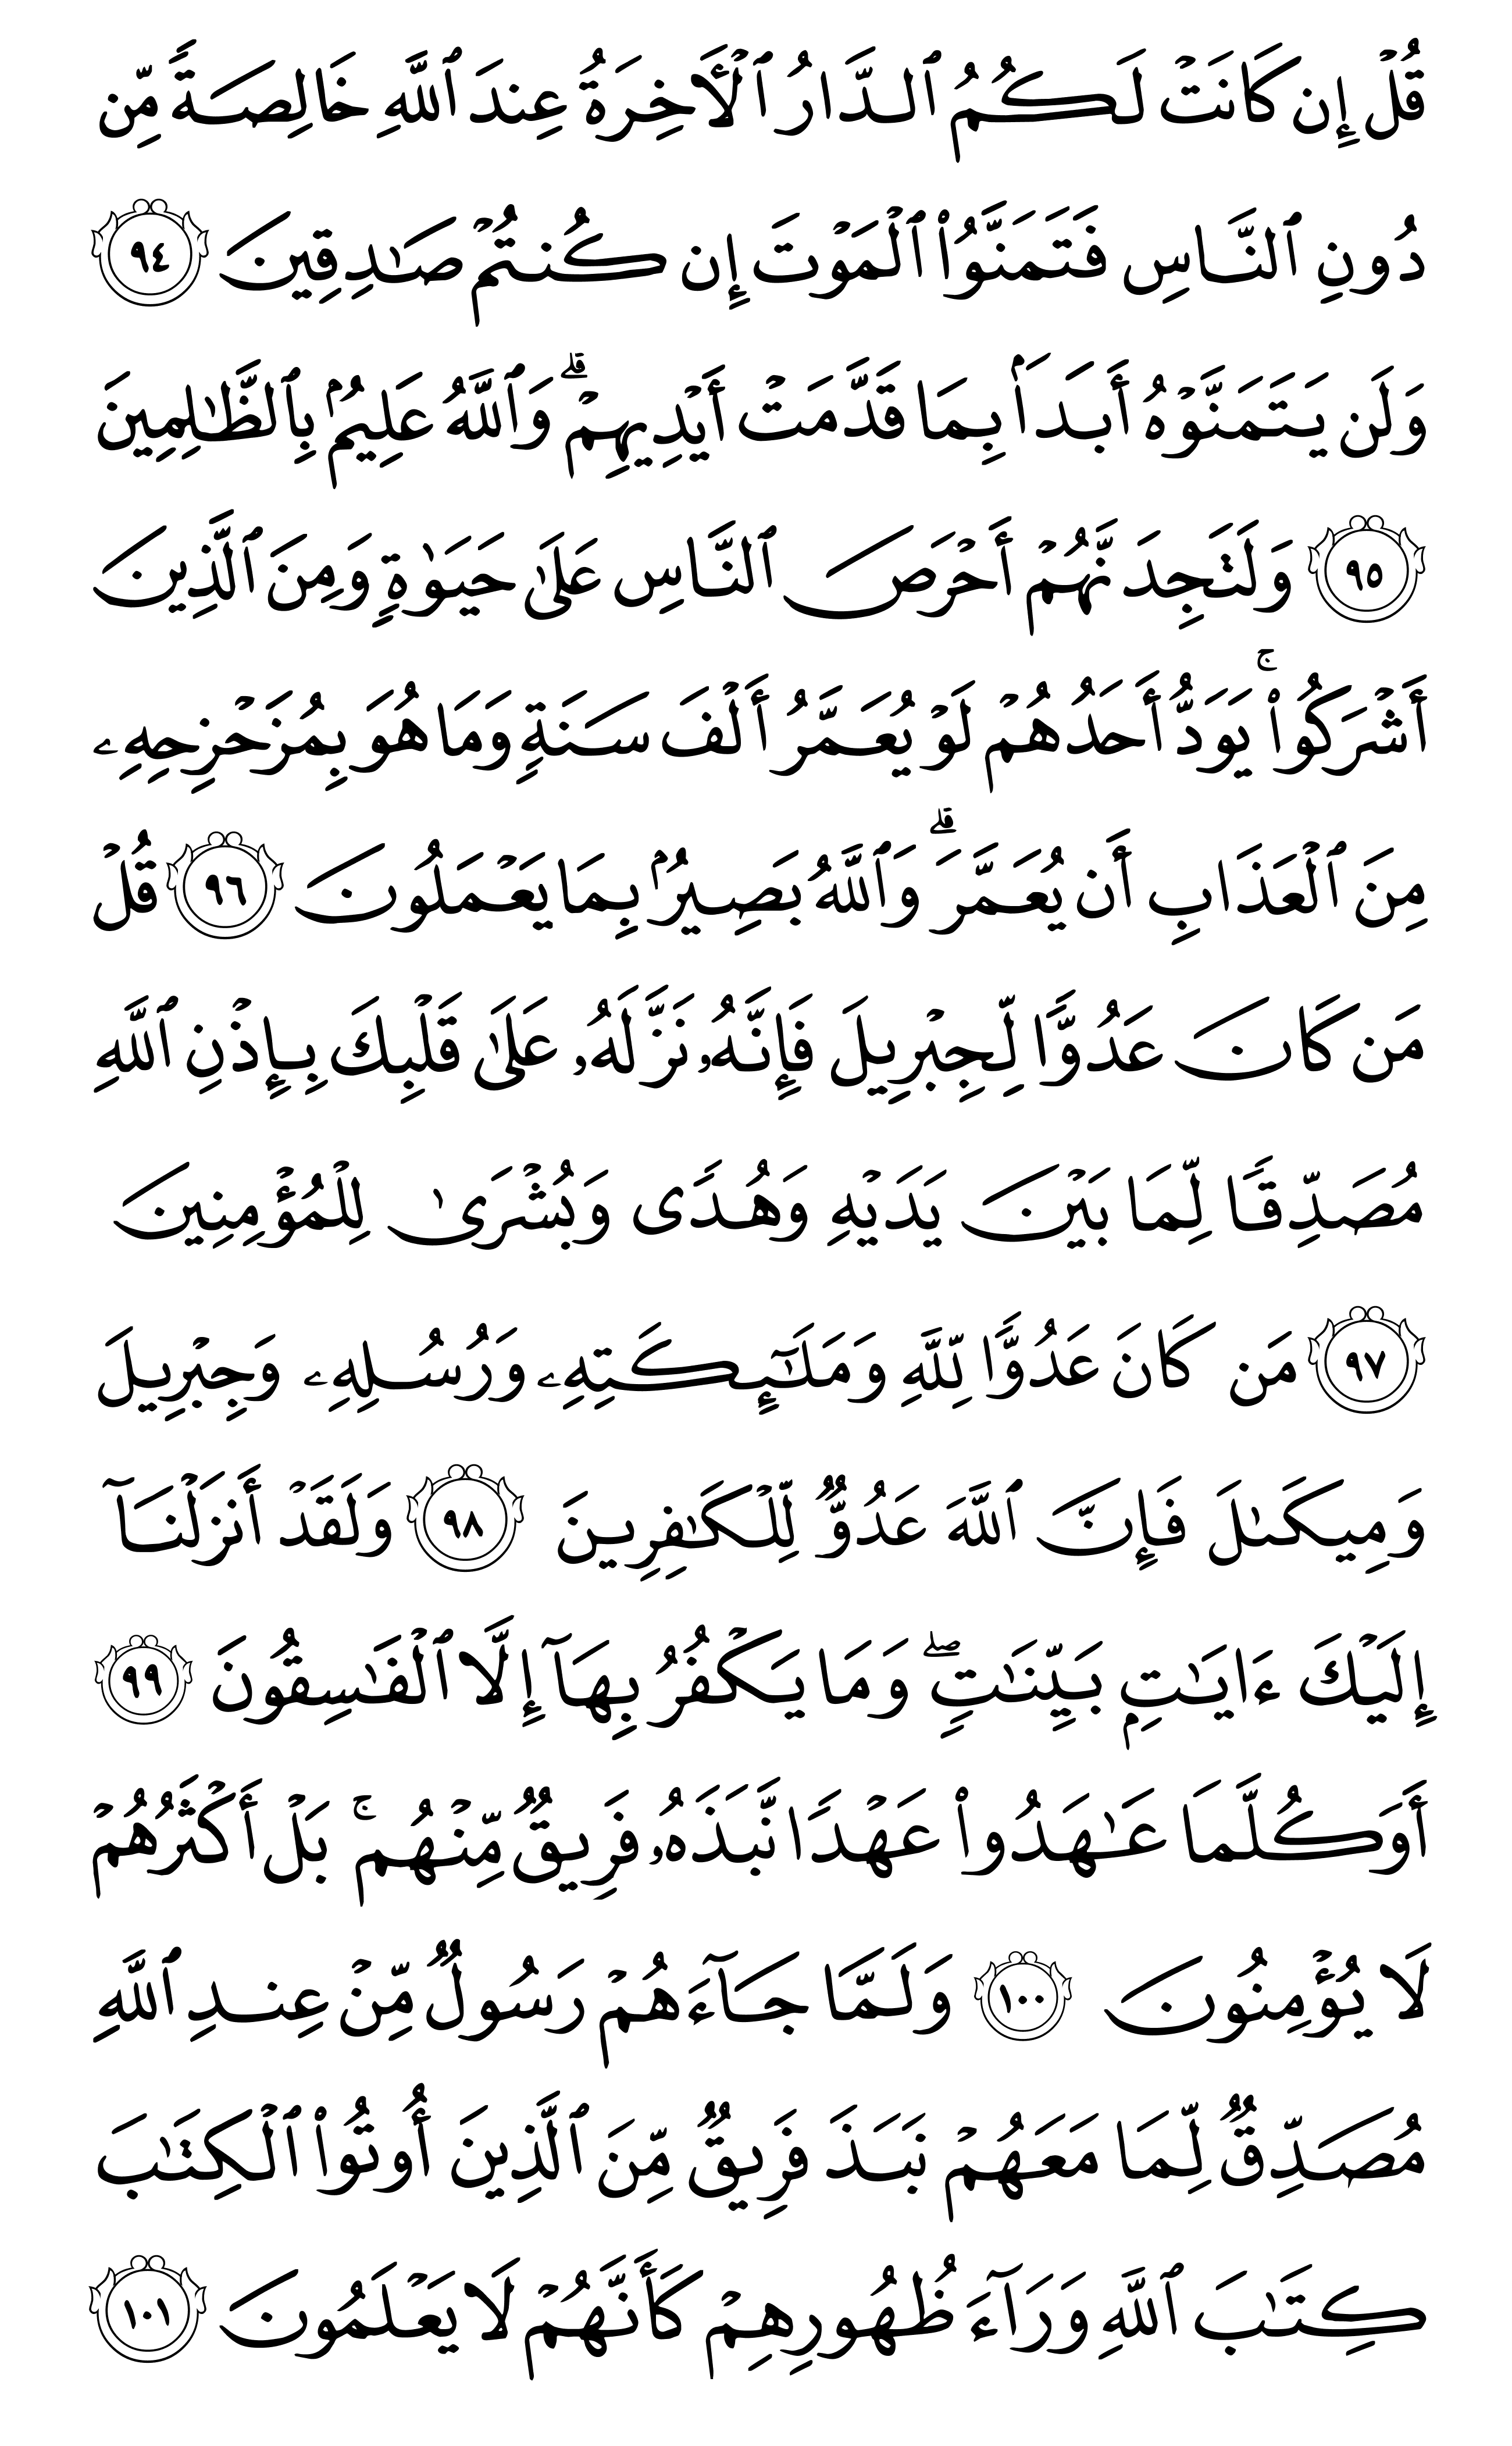 قُلْ إِن كَانَتْ لَكُمُ ٱلدَّارُ ٱلْأَخِرَةُ عِندَ ٱللَّهِ خَالِصَةً مِّن
دُونِ ٱلنَّاسِ فَتَمَنَّوُا۟ ٱلْمَوْتَ إِن كُنتُمْ صَٰدِقِينَ ٩٤
وَلَن يَتَمَنَّوْهُ أَبَدَۢا بِمَا قَدَّمَتْ أَيْدِيهِمْ ۗ وَٱللَّهُ عَلِيمٌۢ بِٱلظَّٰلِمِينَ
٩٥ وَلَتَجِدَنَّهُمْ أَحْرَصَ ٱلنَّاسِ عَلَىٰ حَيَوٰةٍ وَمِنَ ٱلَّذِينَ
أَشْرَكُوا۟ ۚ يَوَدُّ أَحَدُهُمْ لَوْ يُعَمَّرُ أَلْفَ سَنَةٍ وَمَا هُوَ بِمُزَحْزِحِهِۦ
مِنَ ٱلْعَذَابِ أَن يُعَمَّرَ ۗ وَٱللَّهُ بَصِيرٌۢ بِمَا يَعْمَلُونَ ٩٦ قُلْ
مَن كَانَ عَدُوًّا لِّجِبْرِيلَ فَإِنَّهُۥ نَزَّلَهُۥ عَلَىٰ قَلْبِكَ بِإِذْنِ ٱللَّهِ
مُصَدِّقًا لِّمَا بَيْنَ يَدَيْهِ وَهُدًى وَبُشْرَىٰ لِلْمُؤْمِنِينَ
٩٧ مَن كَانَ عَدُوًّا لِّلَّهِ وَمَلَٰٓئِكَتِهِۦ وَرُسُلِهِۦ وَجِبْرِيلَ
وَمِيكَىٰلَ فَإِنَّ ٱللَّهَ عَدُوٌّ لِّلْكَٰفِرِينَ ٩٨ وَلَقَدْ أَنزَلْنَآ
إِلَيْكَ ءَايَٰتٍۭ بَيِّنَٰتٍ ۖ وَمَا يَكْفُرُ بِهَآ إِلَّا ٱلْفَٰسِقُونَ ٩٩
أَوَكُلَّمَا عَٰهَدُوا۟ عَهْدًا نَّبَذَهُۥ فَرِيقٌ مِّنْهُم ۚ بَلْ أَكْثَرُهُمْ
لَا يُؤْمِنُونَ ١٠٠ وَلَمَّا جَآءَهُمْ رَسُولٌ مِّنْ عِندِ ٱللَّهِ
مُصَدِّقٌ لِّمَا مَعَهُمْ نَبَذَ فَرِيقٌ مِّنَ ٱلَّذِينَ أُوتُوا۟ ٱلْكِتَٰبَ
كِتَٰبَ ٱللَّهِ وَرَآءَ ظُهُورِهِمْ كَأَنَّهُمْ لَا يَعْلَمُونَ ١٠١